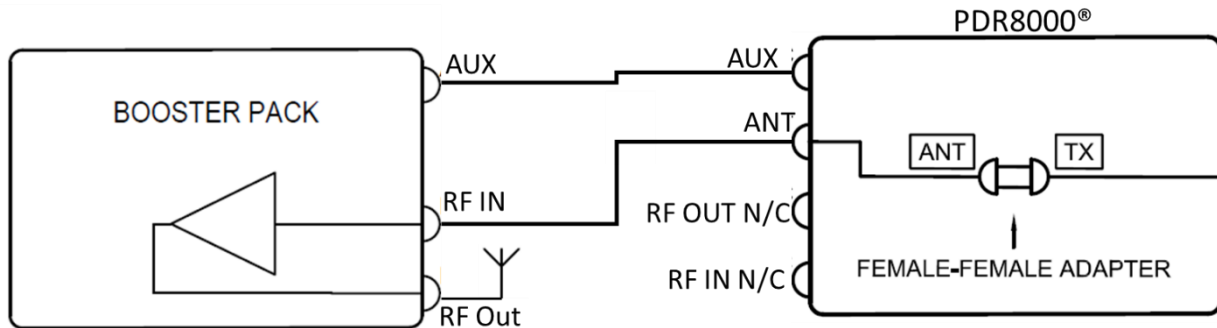 PDR8000®
AUX
AUX
BOOSTER PACK
ANT
ANT
TX
RF IN
RF OUT N/C
FEMALE-FEMALE ADAPTER
RF IN N/C
RF Out